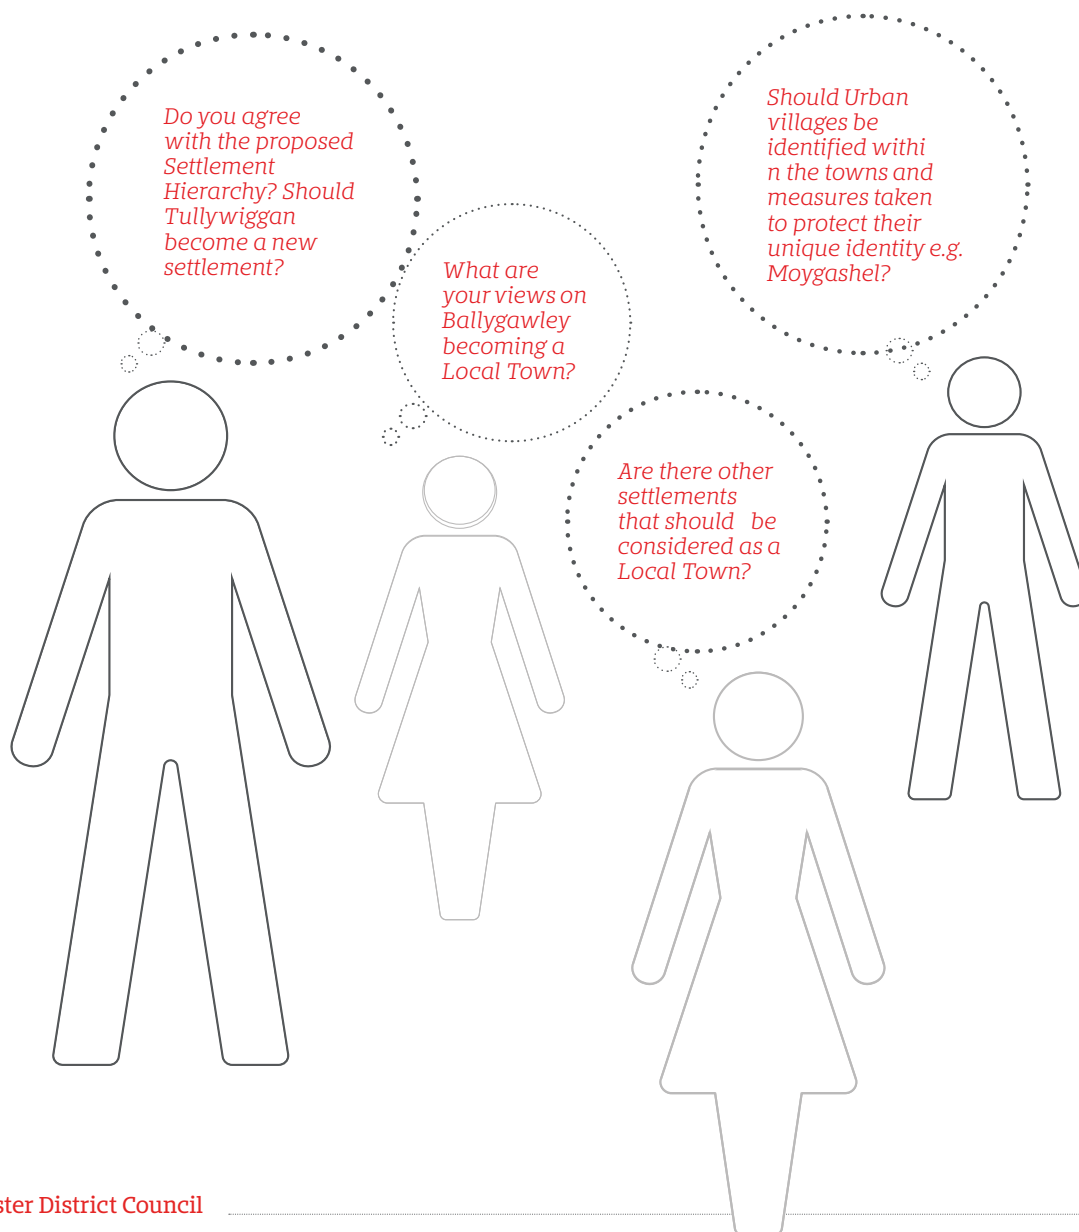 Do you agree
with the proposed
Settlement
Hierarchy? Should
Tullywiggan
become a new
settlement?
What are
your views on
Ballygawley
becoming a
Local Town?
Should Urban
villages be
identified withi
n the towns and
measures taken
to protect their
unique identity e.g.
Moygashel?
Are there other
settlements
that should be
considered as a
Local Town?
ster District Council